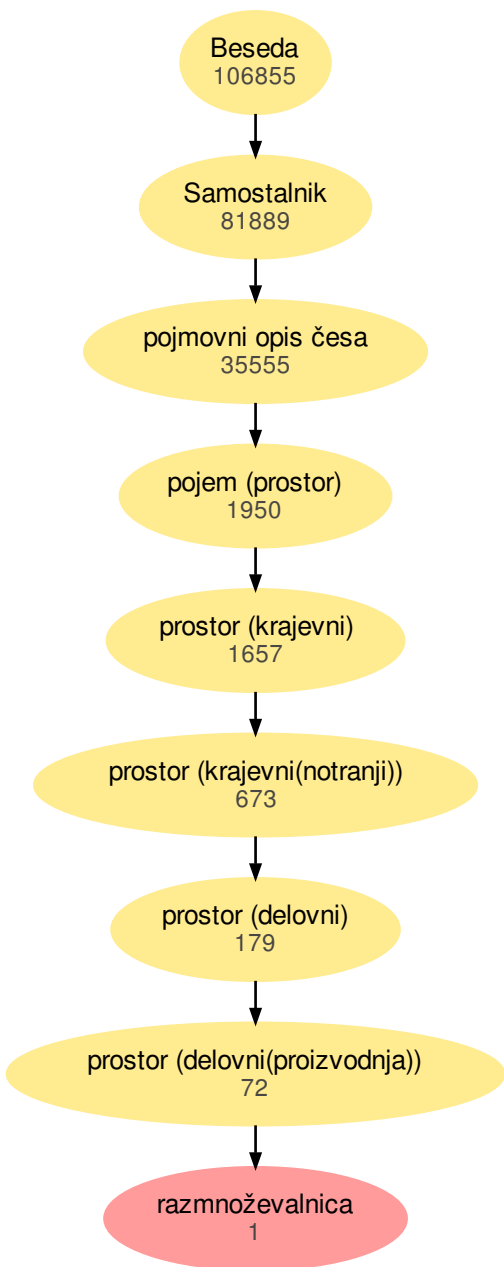 Beseda
106855
Samostalnik
81889
pojmovni opis česa
35555
pojem (prostor)
1950
prostor (krajevni)
1657
prostor (krajevni(notranji))
673
prostor (delovni)
179
prostor (delovni(proizvodnja))
72
razmnoževalnica
1